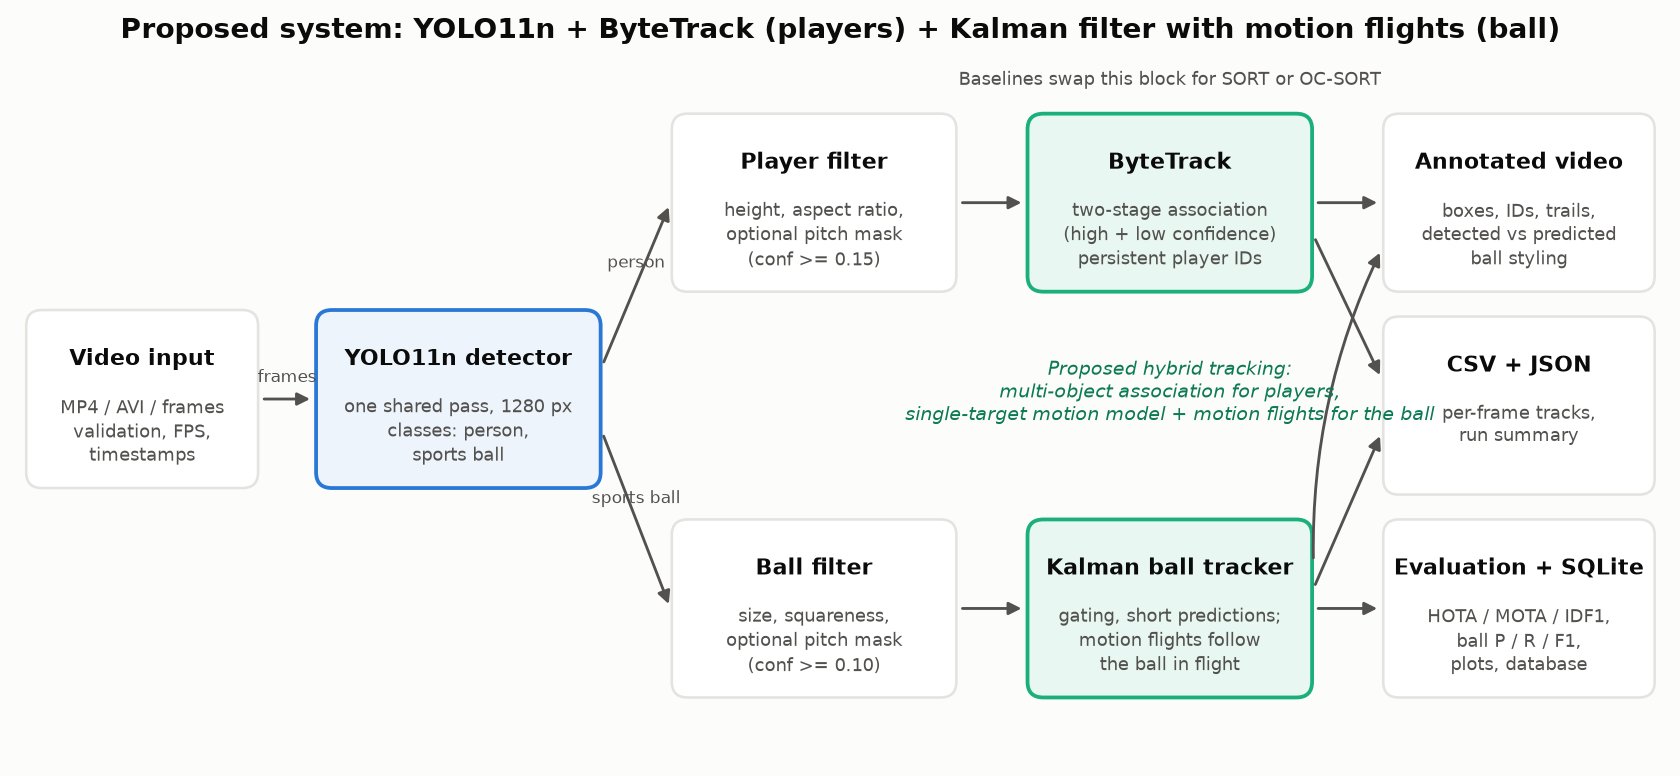 Proposed system: YOLO11n + ByteTrack (players) + Kalman filter with motion flights (ball)
Baselines swap this block for SORT or OC-SORT
Video input
MP4 / AVI / frames
validation, FPS,
timestamps
frames
YOLO11n detector
one shared pass, 1280 px
classes: person,
sports ball
person
sports ball
Player filter
height, aspect ratio,
optional pitch mask
(conf >= 0.15)
ByteTrack
two-stage association
(high + low confidence)
persistent player IDs
Annotated video
boxes, IDs, trails,
detected vs predicted
ball styling
Proposed hybrid tracking:
multi-object association for players,
single-target motion model + motion flights for the ball
CSV + JSON
per-frame tracks,
run summary
Ball filter
size, squareness,
optional pitch mask
(conf >= 0.10)
Kalman ball tracker
gating, short predictions;
motion flights follow
the ball in flight
Evaluation + SQLite
HOTA / MOTA / IDF1,
ball P / R / F1,
plots, database